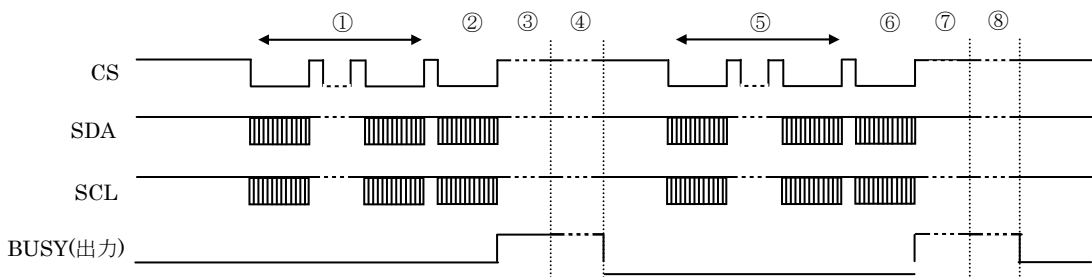 ① ② ③ ④ ⑤ ⑥ ⑦ ⑧
CS
SDA
SCL
BUSY(出力)